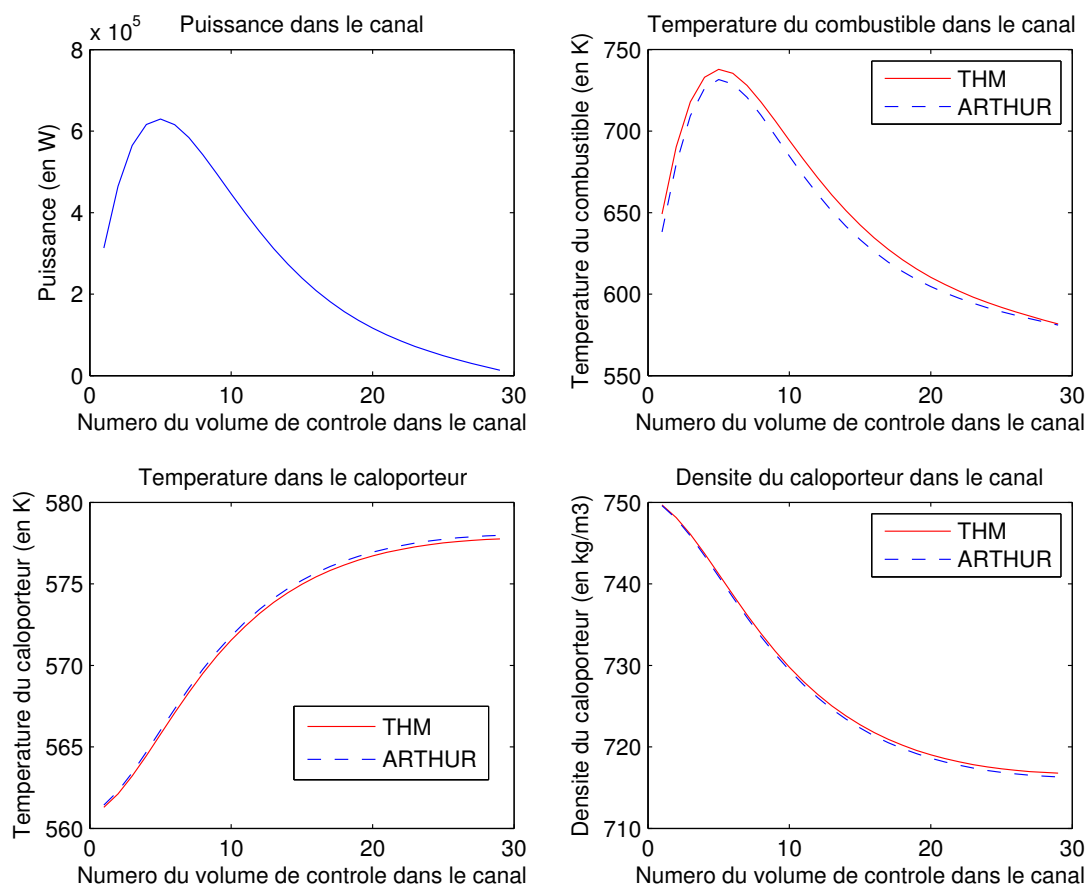 Puissance dans le canal
x 10^5
8
6
4
2
0
Puissance (en W)
0 10 20 30
Numero du volume de controle dans le canal
Temperature du combustible dans le canal
750
700
650
600
550
Temperature du combustible (en K)
THM
ARTHUR
0 10 20 30
Numero du volume de controle dans le canal
Temperature dans le caloporteur
580
575
570
565
560
Temperature du caloporteur (en K)
THM
ARTHUR
0 10 20 30
Numero du volume de controle dans le canal
Densite du caloporteur dans le canal
750
740
730
720
710
Densite du caloporteur (en kg/m3)
THM
ARTHUR
0 10 20 30
Numero du volume de controle dans le canal